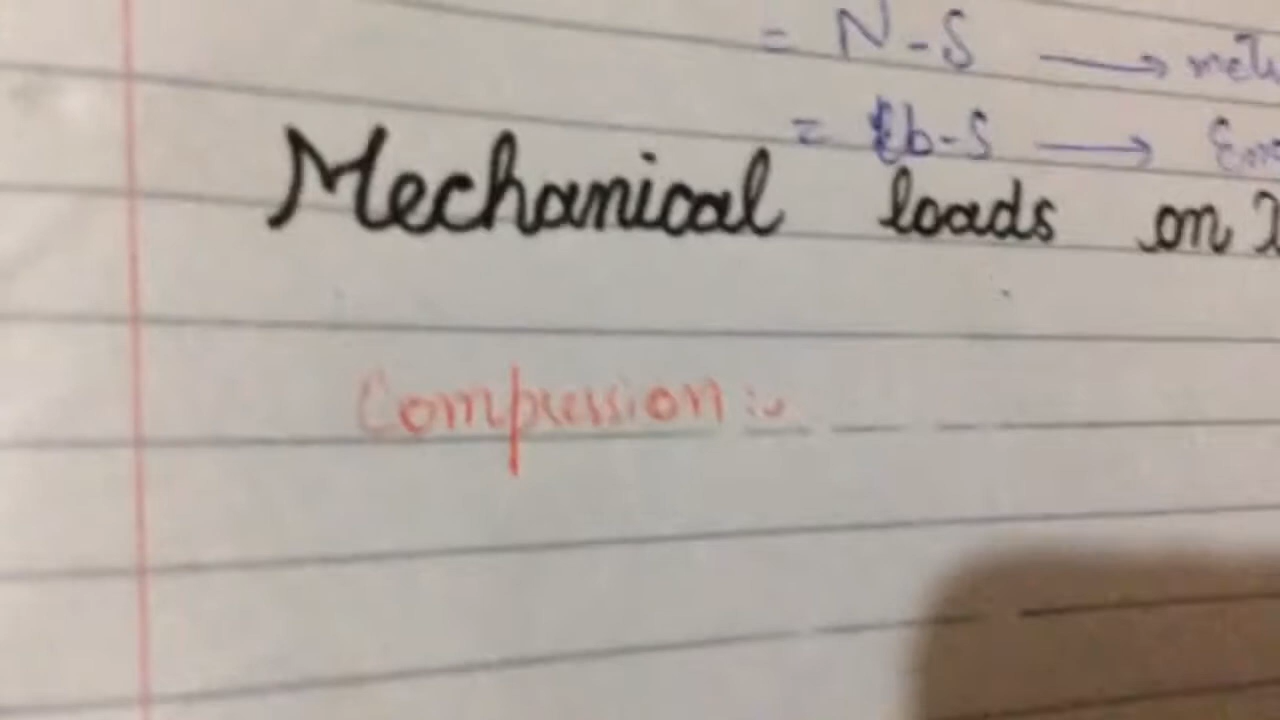 = N-S →
= lb-S →
Mechanical loads on
Compression :-